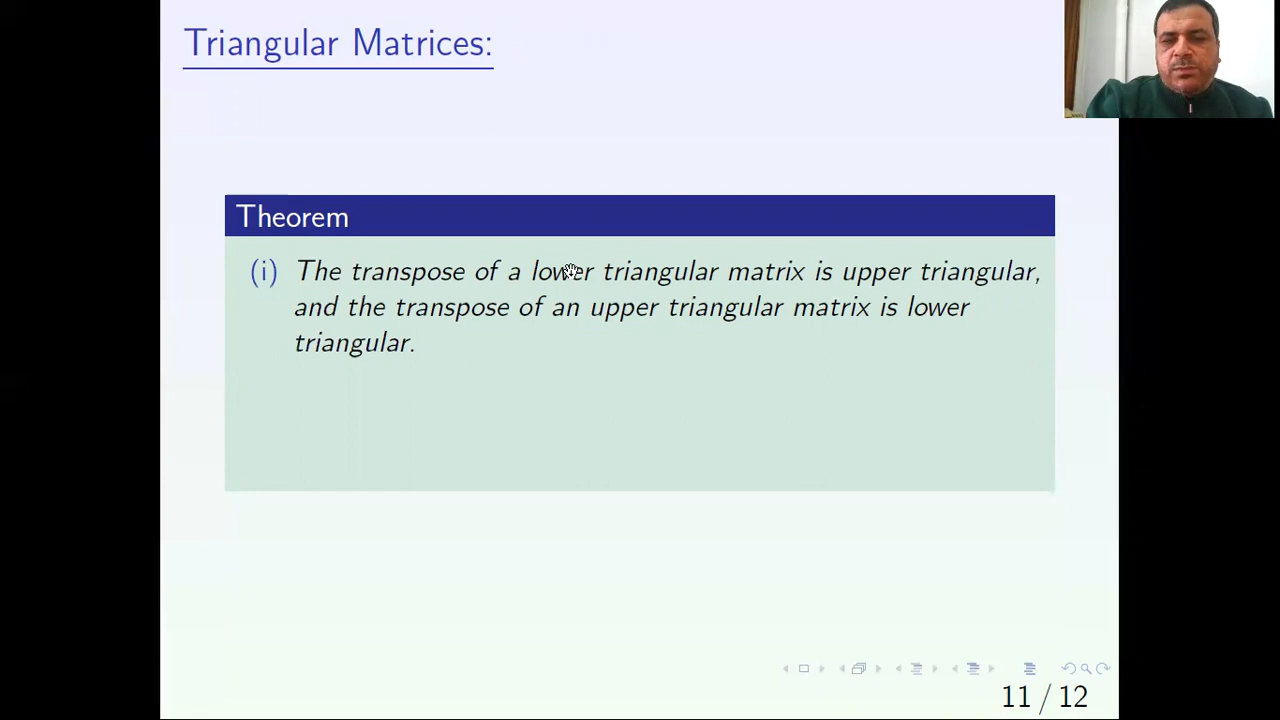 Triangular Matrices:
Theorem
(i) The transpose of a lower triangular matrix is upper triangular,
and the transpose of an upper triangular matrix is lower
triangular.
11 / 12